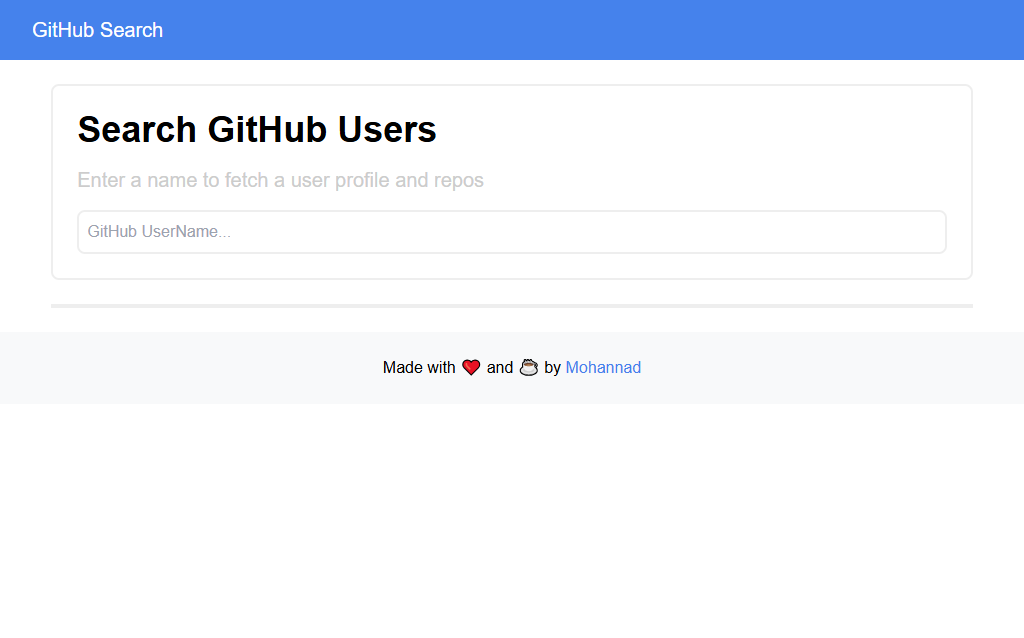 GitHub Search
Search GitHub Users
Enter a name to fetch a user profile and repos
GitHub UserName...
Made with ❤️ and ☕ by Mohannad